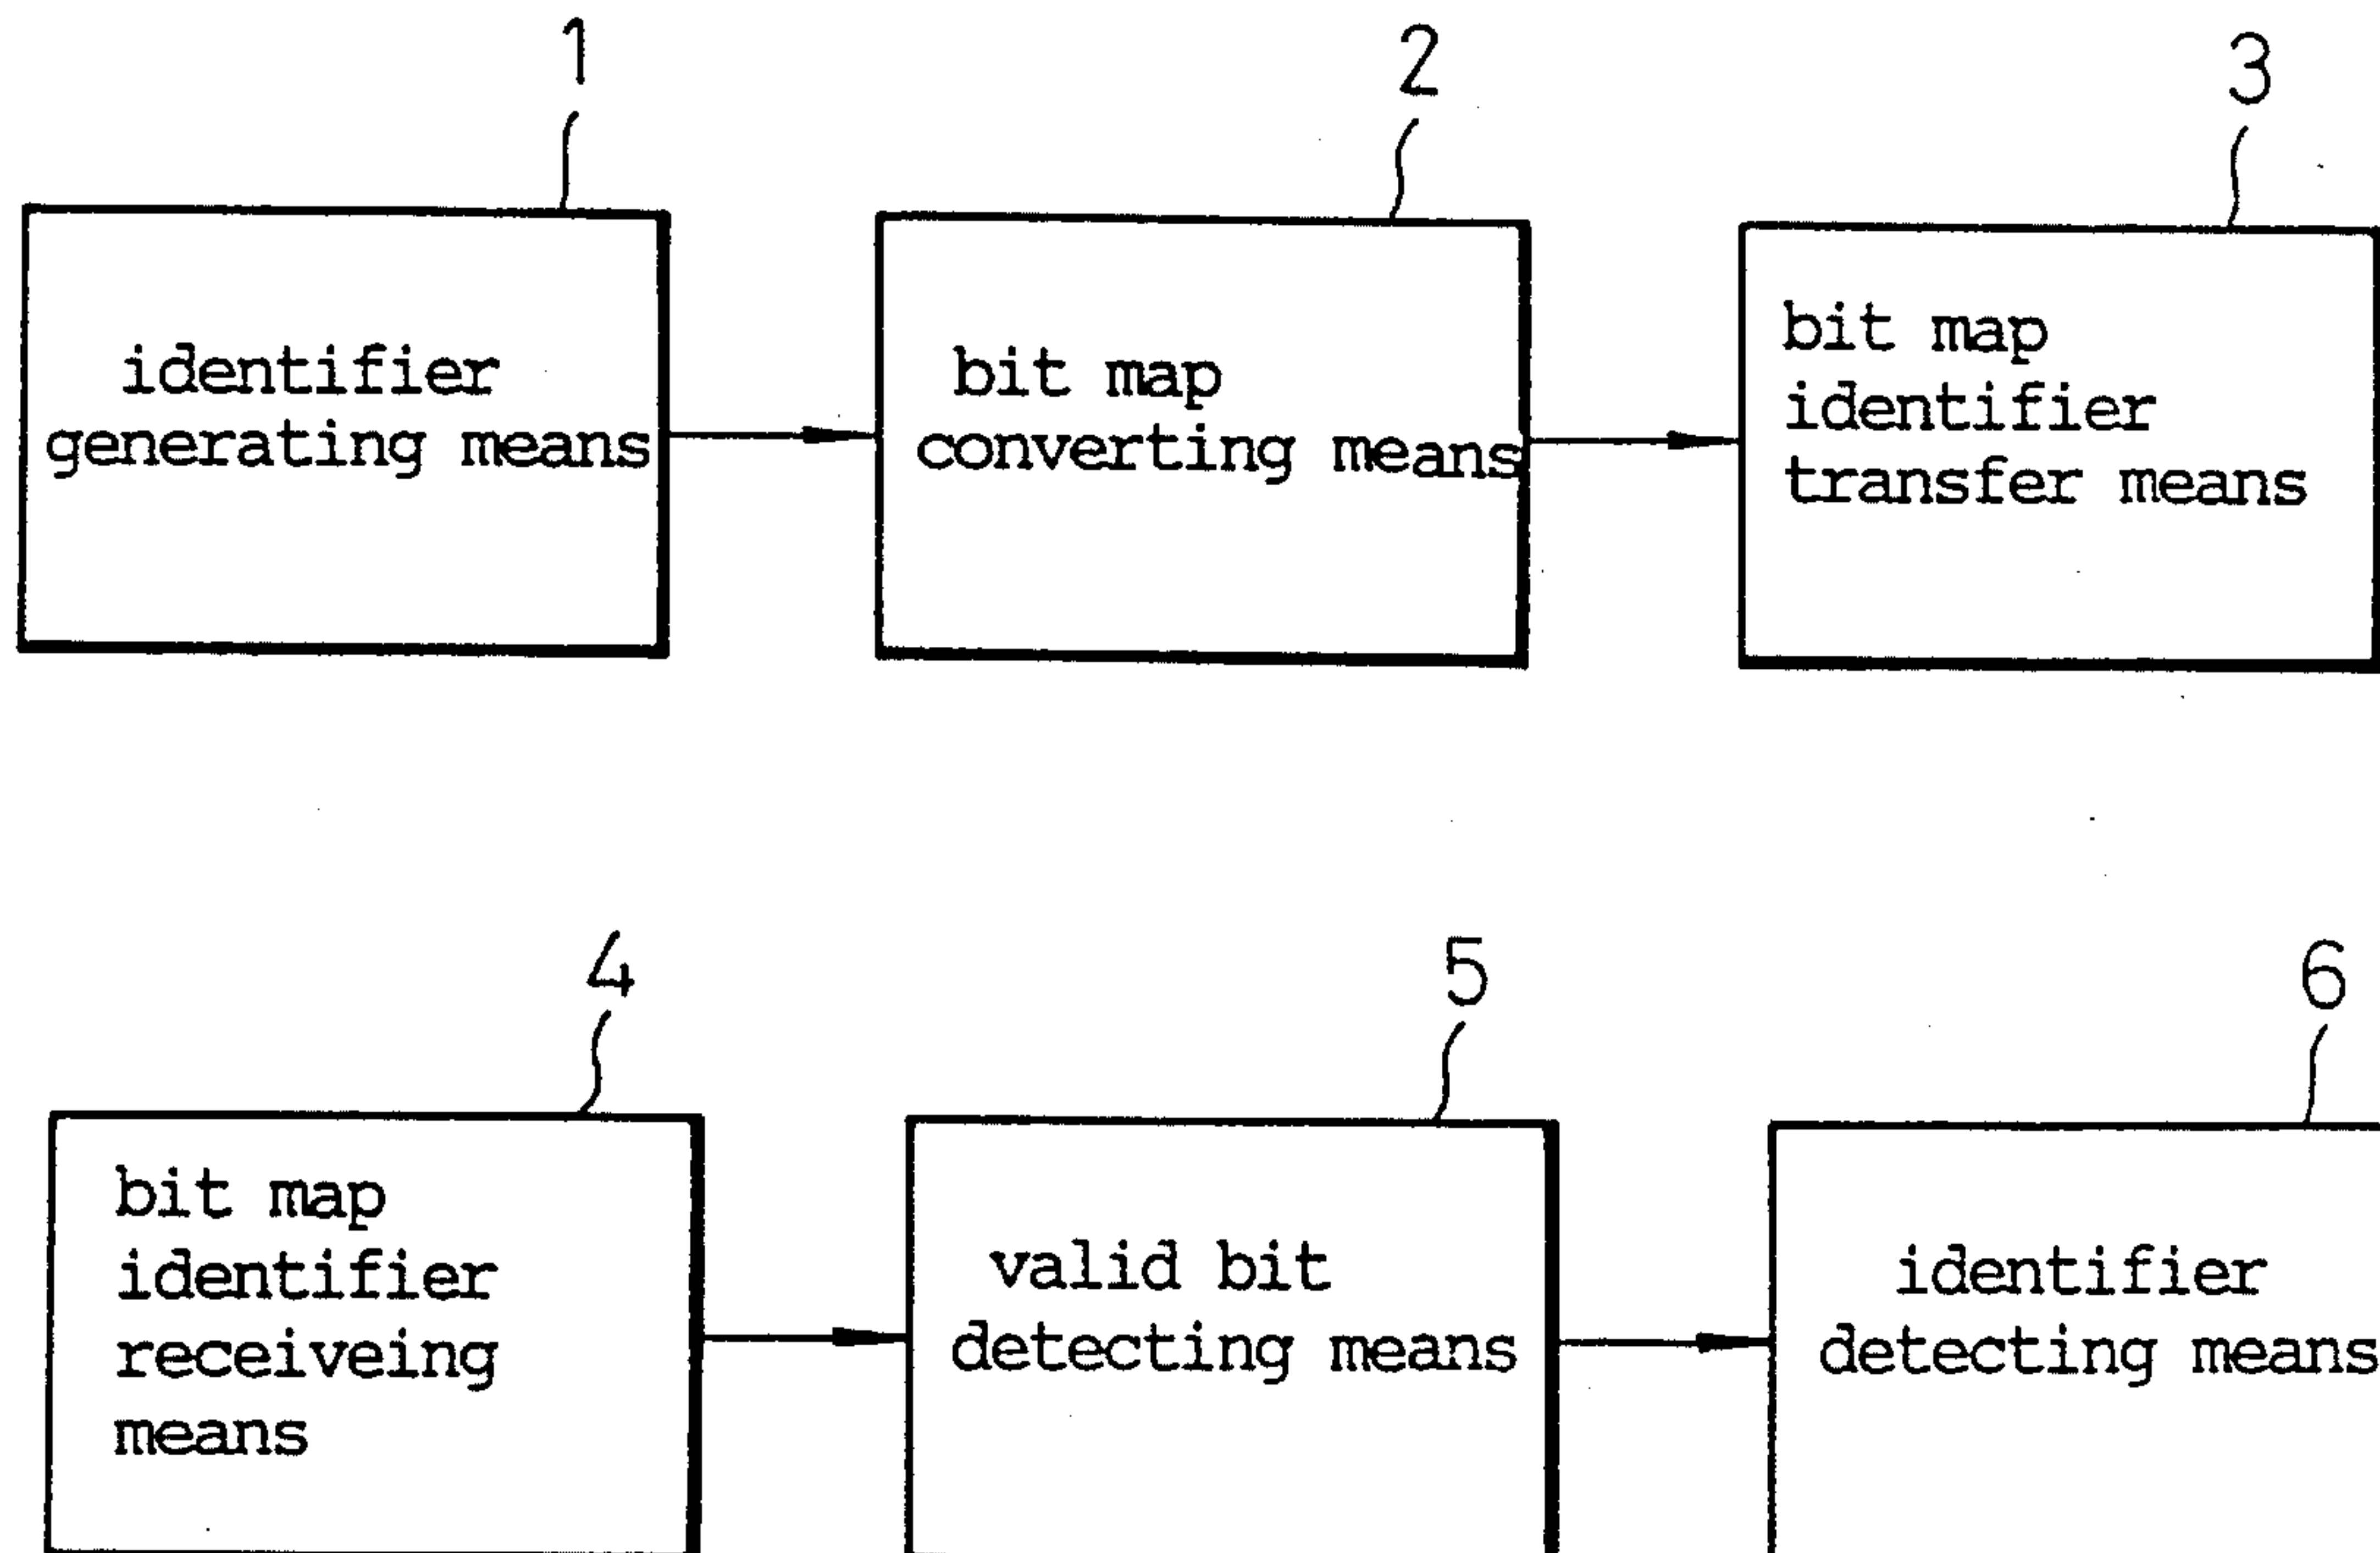 1
2
3
identifier
generating means
bit map
converting means
bit map
identifier
transfer means
4
5
6
bit map
identifier
receiveing
means
valid bit
detecting means
identifier
detecting means